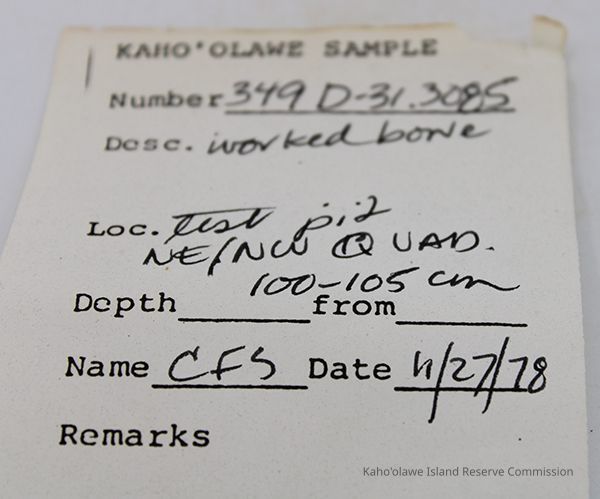 KAHO'OLAWE SAMPLE
Number 349 D-31.3085
Desc. worked bone
Loc. test pit
NE/NW QUAD.
100-105 cm
Depth from
Name CFS Date 11/27/78
Remarks
Kaho'olawe Island Reserve Commission